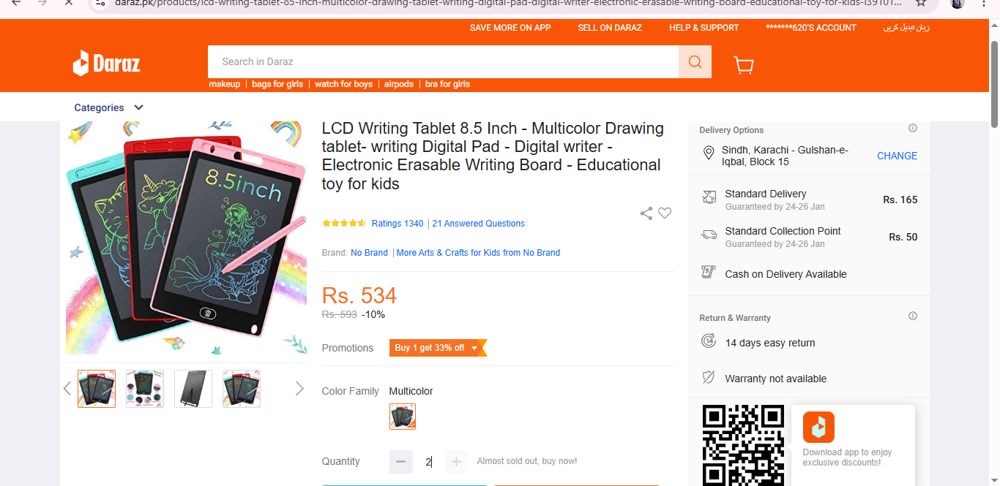 daraz.pk/products/lcd-writing-tablet-85-inch-multicolor-drawing-tablet-writing-digital-pad-digital-writer-electronic-erasable-writing-board-educational-toy-for-kids-i39101...
SAVE MORE ON APP
SELL ON DARAZ
HELP & SUPPORT
*******620'S ACCOUNT
زبان تبدیل کریں
Daraz
Search in Daraz
makeup
bags for girls
watch for boys
airpods
bra for girls
Categories
8.5inch
LCD Writing Tablet 8.5 Inch - Multicolor Drawing
tablet- writing Digital Pad - Digital writer -
Electronic Erasable Writing Board - Educational
toy for kids
Ratings 1340
21 Answered Questions
Brand: No Brand
More Arts & Crafts for Kids from No Brand
Rs. 534
Rs. 593 -10%
Promotions
Buy 1 get 33% off
Color Family
Multicolor
Quantity
2
Almost sold out, buy now!
Delivery Options
Sindh, Karachi - Gulshan-e-
Iqbal, Block 15
CHANGE
Standard Delivery
Rs. 165
Guaranteed by 24-26 Jan
Standard Collection Point
Rs. 50
Guaranteed by 24-26 Jan
Cash on Delivery Available
Return & Warranty
14
14 days easy return
Warranty not available
Download app to enjoy
exclusive discounts!